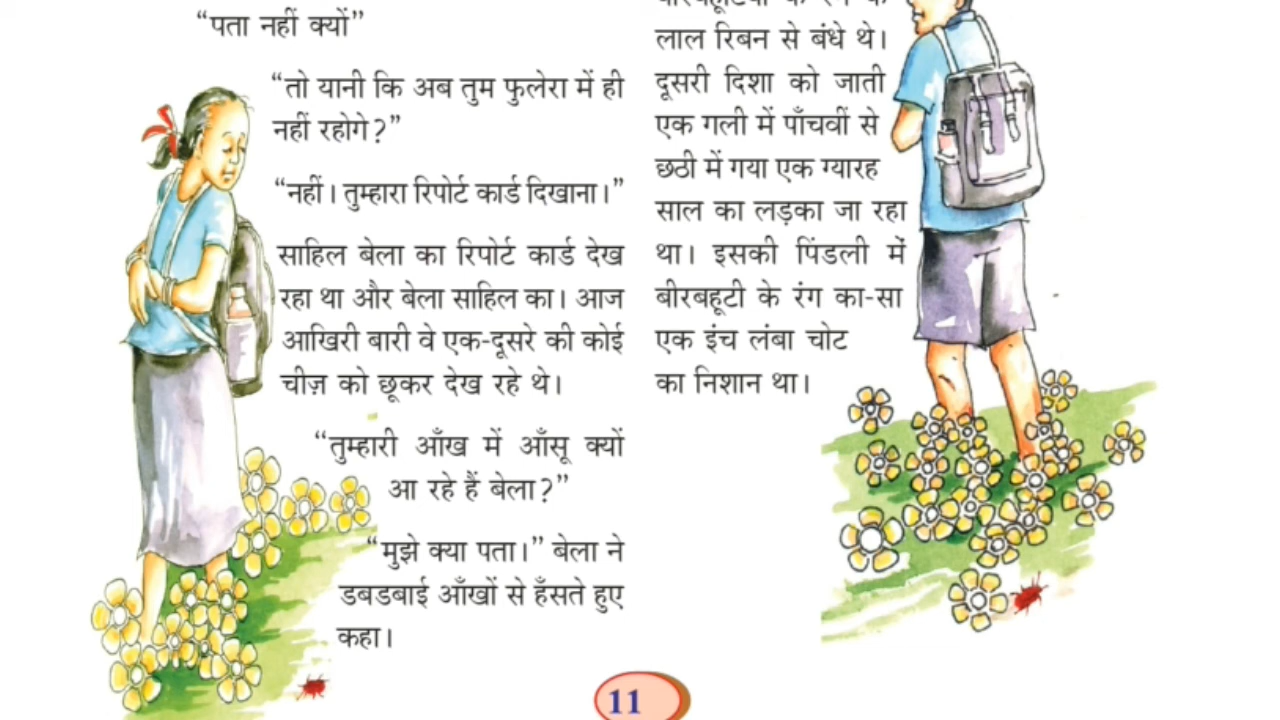 “पता नहीं क्यों”
“तो यानी कि अब तुम फुलेरा में ही
नहीं रहोगे?”
“नहीं। तुम्हारा रिपोर्ट कार्ड दिखाना।”
साहिल बेला का रिपोर्ट कार्ड देख
रहा था और बेला साहिल का। आज
आखिरी बारी वे एक-दूसरे की कोई
चीज़ को छूकर देख रहे थे।
“तुम्हारी आँख में आँसू क्यों
आ रहे हैं बेला?”
“मुझे क्या पता।” बेला ने
डबडबाई आँखों से हँसते हुए
कहा।
लाल रिबन से बंधे थे।
दूसरी दिशा को जाती
एक गली में पाँचवीं से
छठी में गया एक ग्यारह
साल का लड़का जा रहा
था। इसकी पिंडली में
बीरबहूटी के रंग का-सा
एक इंच लंबा चोट
का निशान था।
11